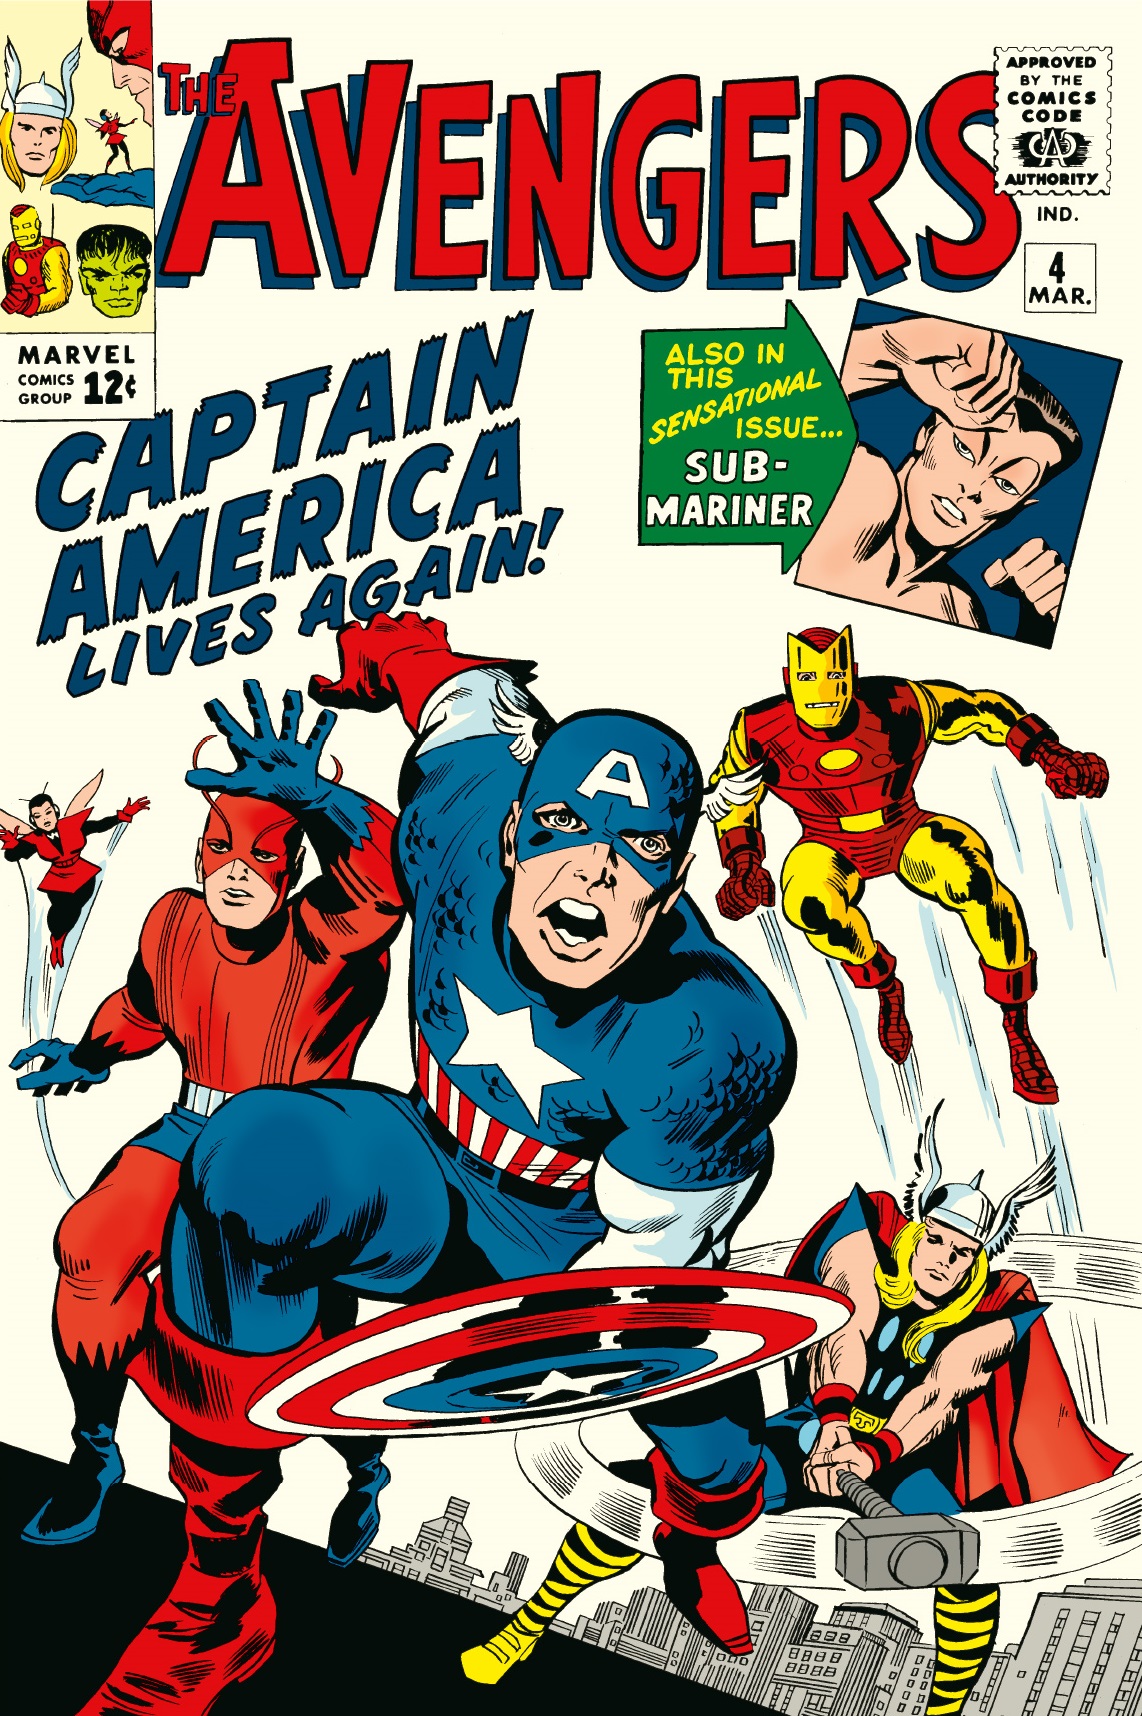 THE AVENGERS
APPROVED
BY THE
COMICS
CODE
CA
AUTHORITY
IND.
4
MAR.
MARVEL
COMICS
GROUP
12¢
CAPTAIN
AMERICA
LIVES AGAIN!
ALSO IN
THIS
SENSATIONAL
ISSUE...
SUB-
MARINER
A